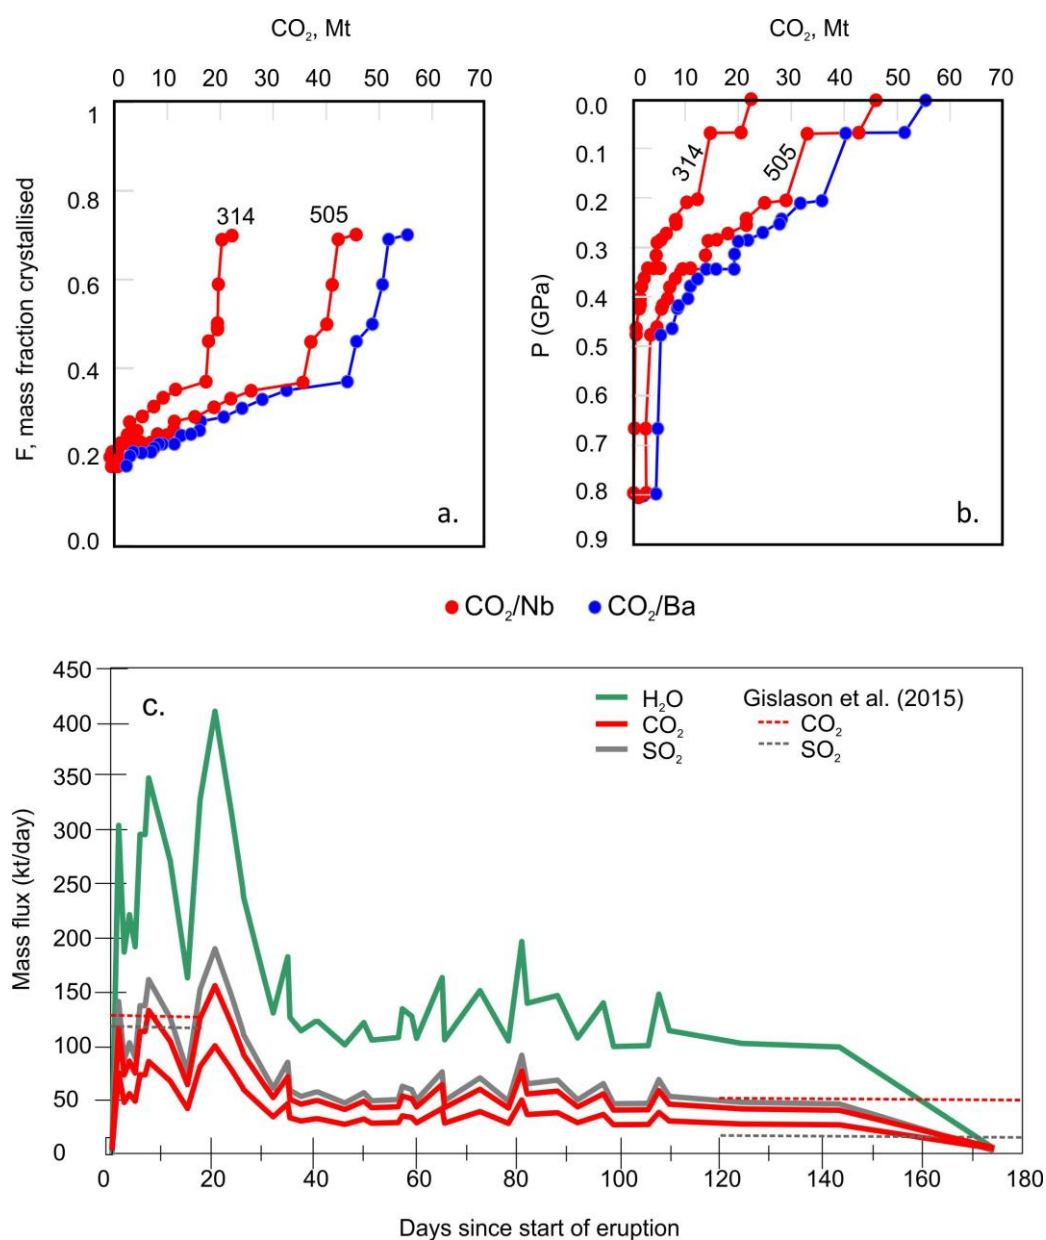 CO₂, Mt
0 10 20 30 40 50 60 70
1
0.8
0.6
0.4
0.2
0.0
F, mass fraction crystallised
314
505
a.
CO₂, Mt
0 10 20 30 40 50 60 70
0.0
0.1
0.2
0.3
0.4
0.5
0.6
0.7
0.8
0.9
P (GPa)
314
505
b.
CO₂/Nb CO₂/Ba
450
400
350
300
250
200
150
100
50
0
Mass flux (kt/day)
c.
H₂O
CO₂
SO₂
Gislason et al. (2015)
CO₂
SO₂
0 20 40 60 80 100 120 140 160 180
Days since start of eruption